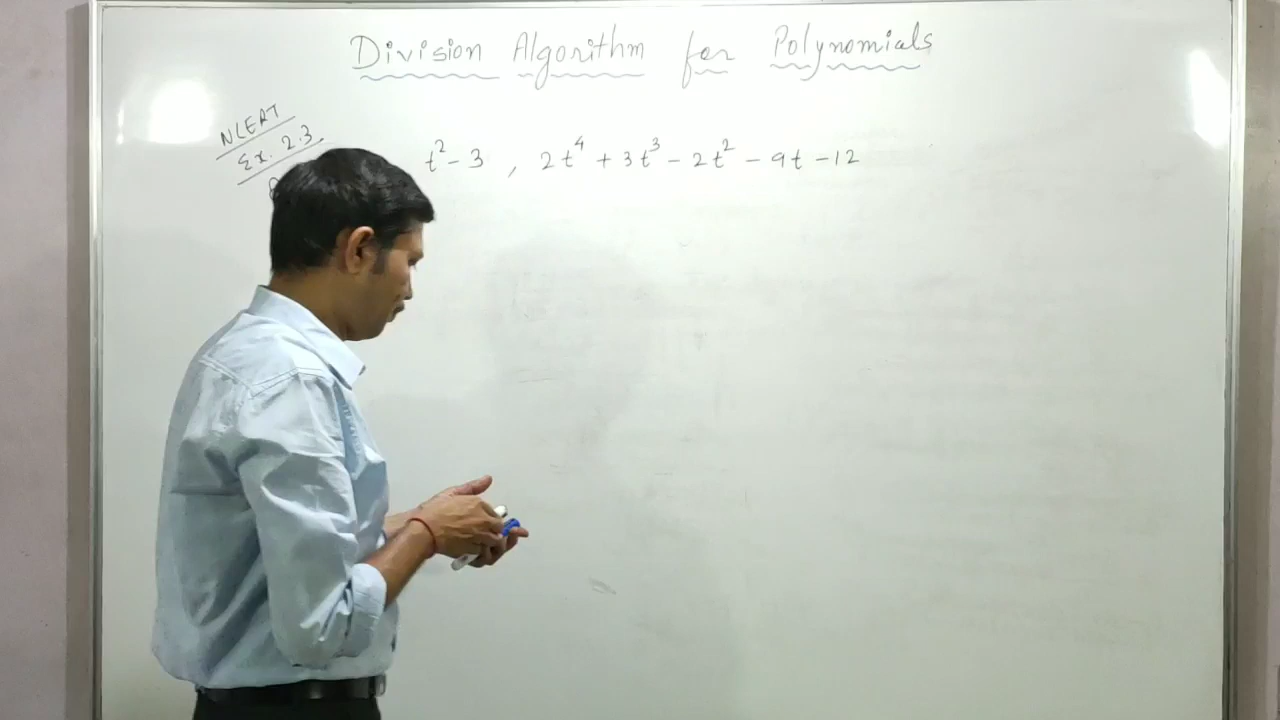 Division Algorithm for Polynomials
NCERT
Ex. 2.3
t² - 3 , 2t⁴ + 3t³ - 2t² - 9t - 12